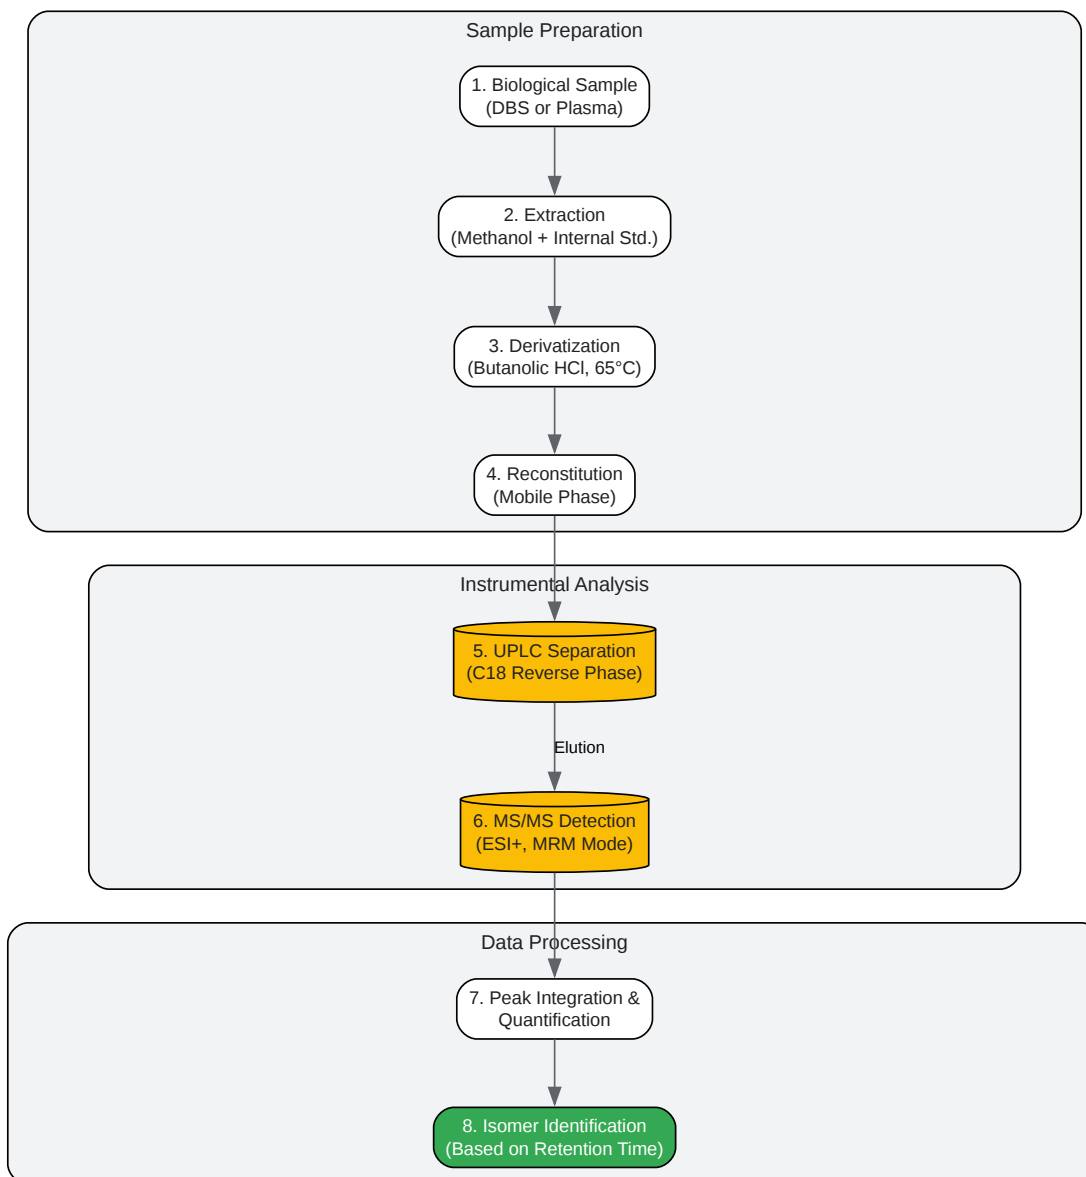 Sample Preparation
1. Biological Sample
(DBS or Plasma)
2. Extraction
(Methanol + Internal Std.)
3. Derivatization
(Butanolic HCl, 65°C)
4. Reconstitution
(Mobile Phase)
Instrumental Analysis
5. UPLC Separation
(C18 Reverse Phase)
Elution
6. MS/MS Detection
(ESI+, MRM Mode)
Data Processing
7. Peak Integration &
Quantification
8. Isomer Identification
(Based on Retention Time)